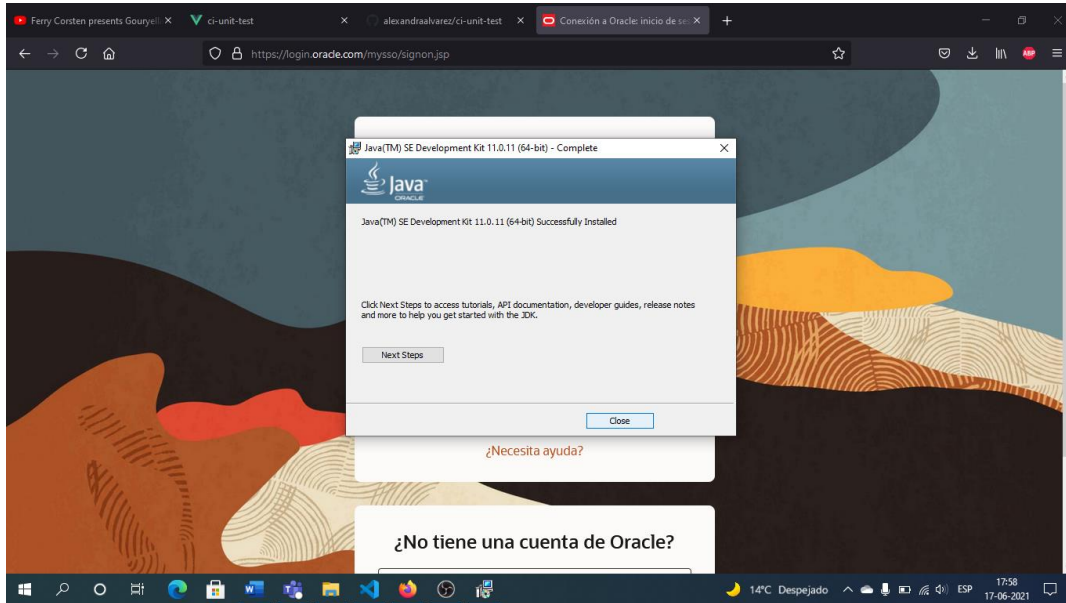 Ferry Corsten presents Gouryell
ci-unit-test
alexandraalvarez/ci-unit-test
Conexión a Oracle: inicio de ses
https://login.oracle.com/mysso/signon.jsp
ABP
Java(TM) SE Development Kit 11.0.11 (64-bit) - Complete
Java™
ORACLE
Java(TM) SE Development Kit 11.0.11 (64-bit) Successfully Installed
Click Next Steps to access tutorials, API documentation, developer guides, release notes
and more to help you get started with the JDK.
Next Steps
Close
¿Necesita ayuda?
¿No tiene una cuenta de Oracle?
14°C Despejado
ESP
17:58
17-06-2021